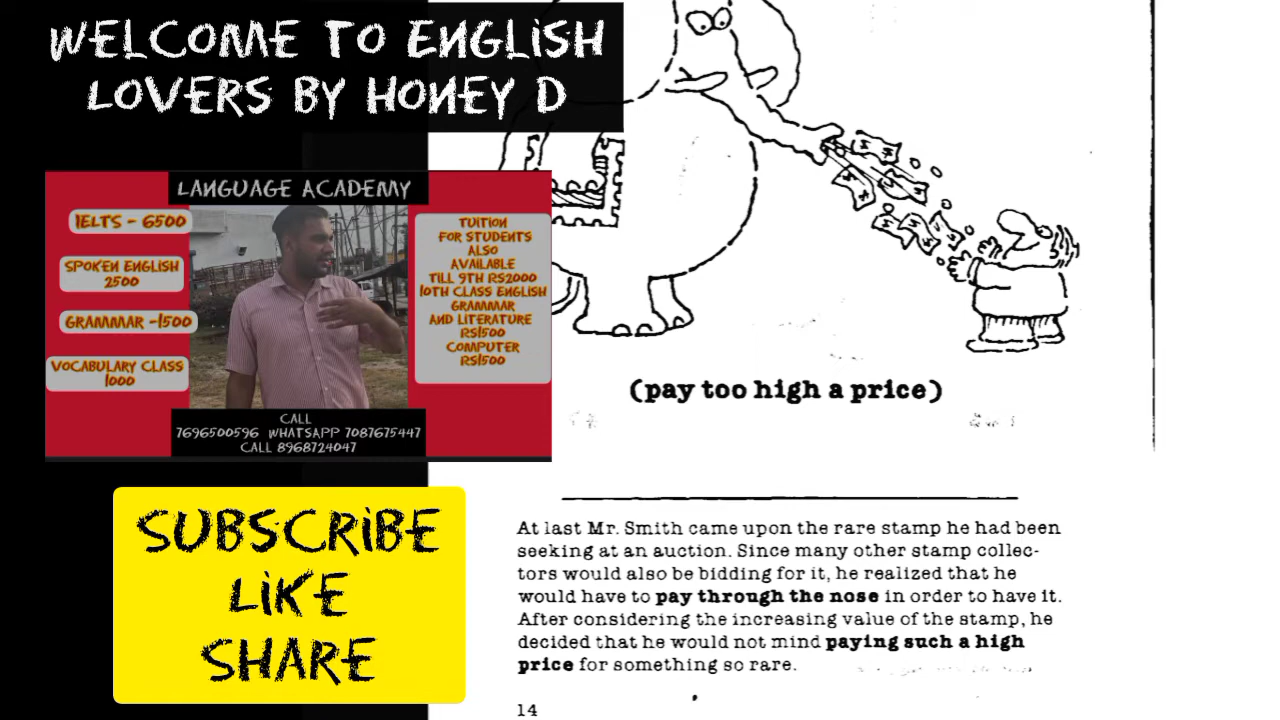 WELCOME TO ENGLISH
LOVERS BY HONEY D
LANGUAGE ACADEMY
IELTS - 6500
SPOKEN ENGLISH
2500
GRAMMAR -1500
VOCABULARY CLASS
1000
TUITION
FOR STUDENTS
ALSO
AVAILABLE
TILL 9TH RS2000
10TH CLASS ENGLISH
GRAMMAR
AND LITERATURE
RS1500
COMPUTER
RS1500
CALL
7696500596 WHATSAPP 7087675447
CALL 8968724047
SUBSCRIBE
LIKE
SHARE
(pay too high a price)
At last Mr. Smith came upon the rare stamp he had been
seeking at an auction. Since many other stamp collec-
tors would also be bidding for it, he realized that he
would have to pay through the nose in order to have it.
After considering the increasing value of the stamp, he
decided that he would not mind paying such a high
price for something so rare.
14